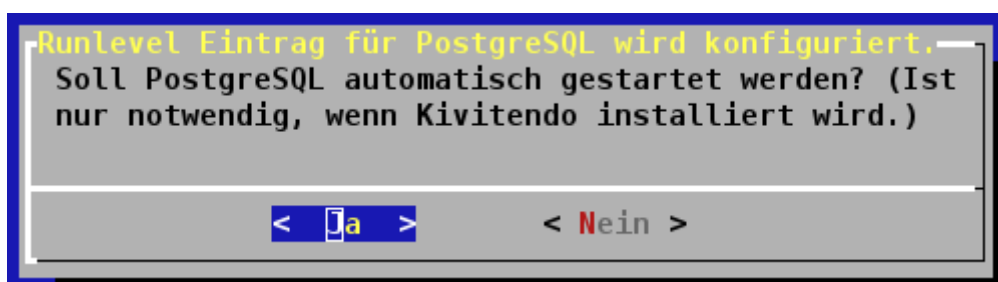 Runlevel Eintrag für PostgreSQL wird konfiguriert.
Soll PostgreSQL automatisch gestartet werden? (Ist
nur notwendig, wenn Kivitendo installiert wird.)
< Ja > < Nein >